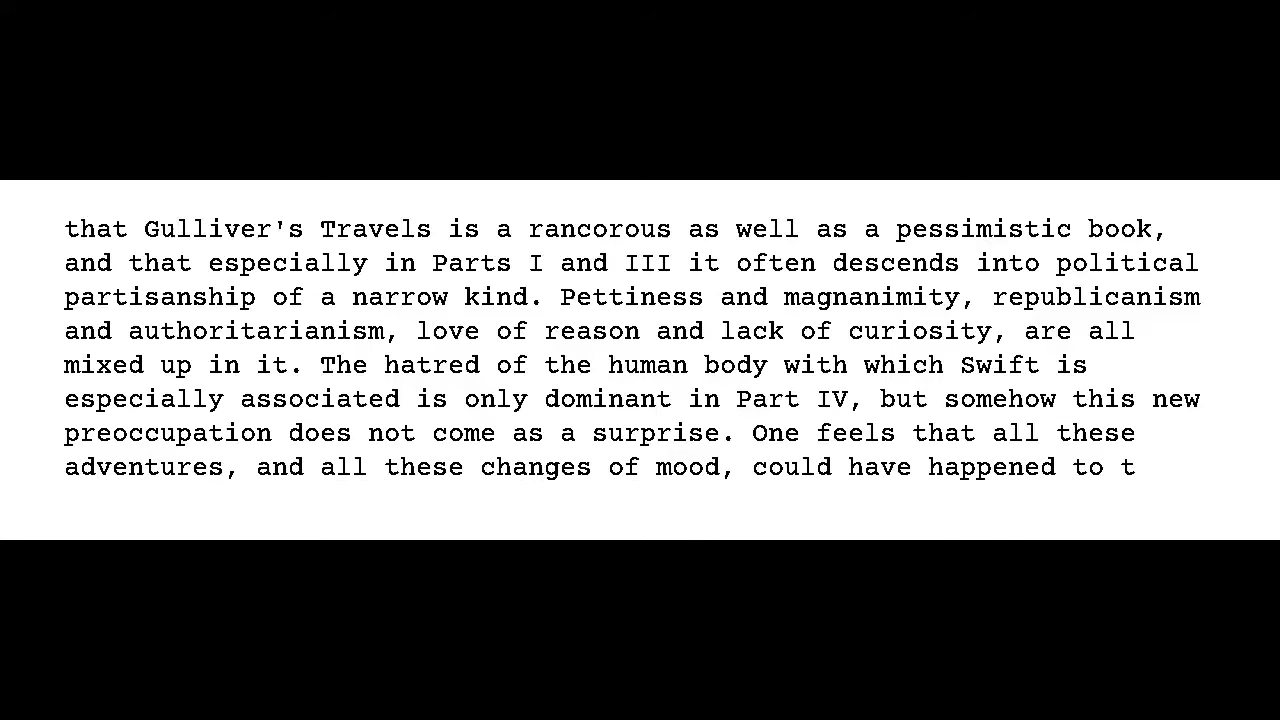 that Gulliver's Travels is a rancorous as well as a pessimistic book,
and that especially in Parts I and III it often descends into political
partisanship of a narrow kind. Pettiness and magnanimity, republicanism
and authoritarianism, love of reason and lack of curiosity, are all
mixed up in it. The hatred of the human body with which Swift is
especially associated is only dominant in Part IV, but somehow this new
preoccupation does not come as a surprise. One feels that all these
adventures, and all these changes of mood, could have happened to t